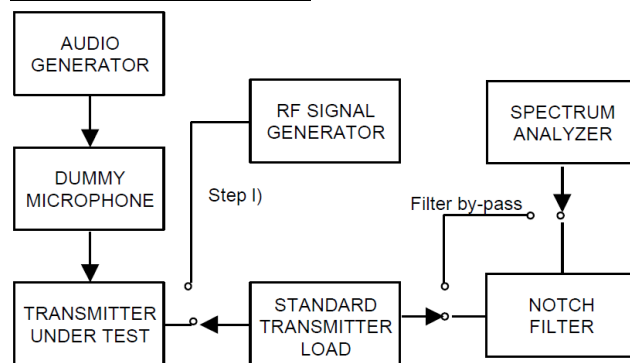 AUDIO
GENERATOR
RF SIGNAL
GENERATOR
SPECTRUM
ANALYZER
DUMMY
MICROPHONE
Step l)
Filter by-pass
TRANSMITTER
UNDER TEST
STANDARD
TRANSMITTER
LOAD
NOTCH
FILTER